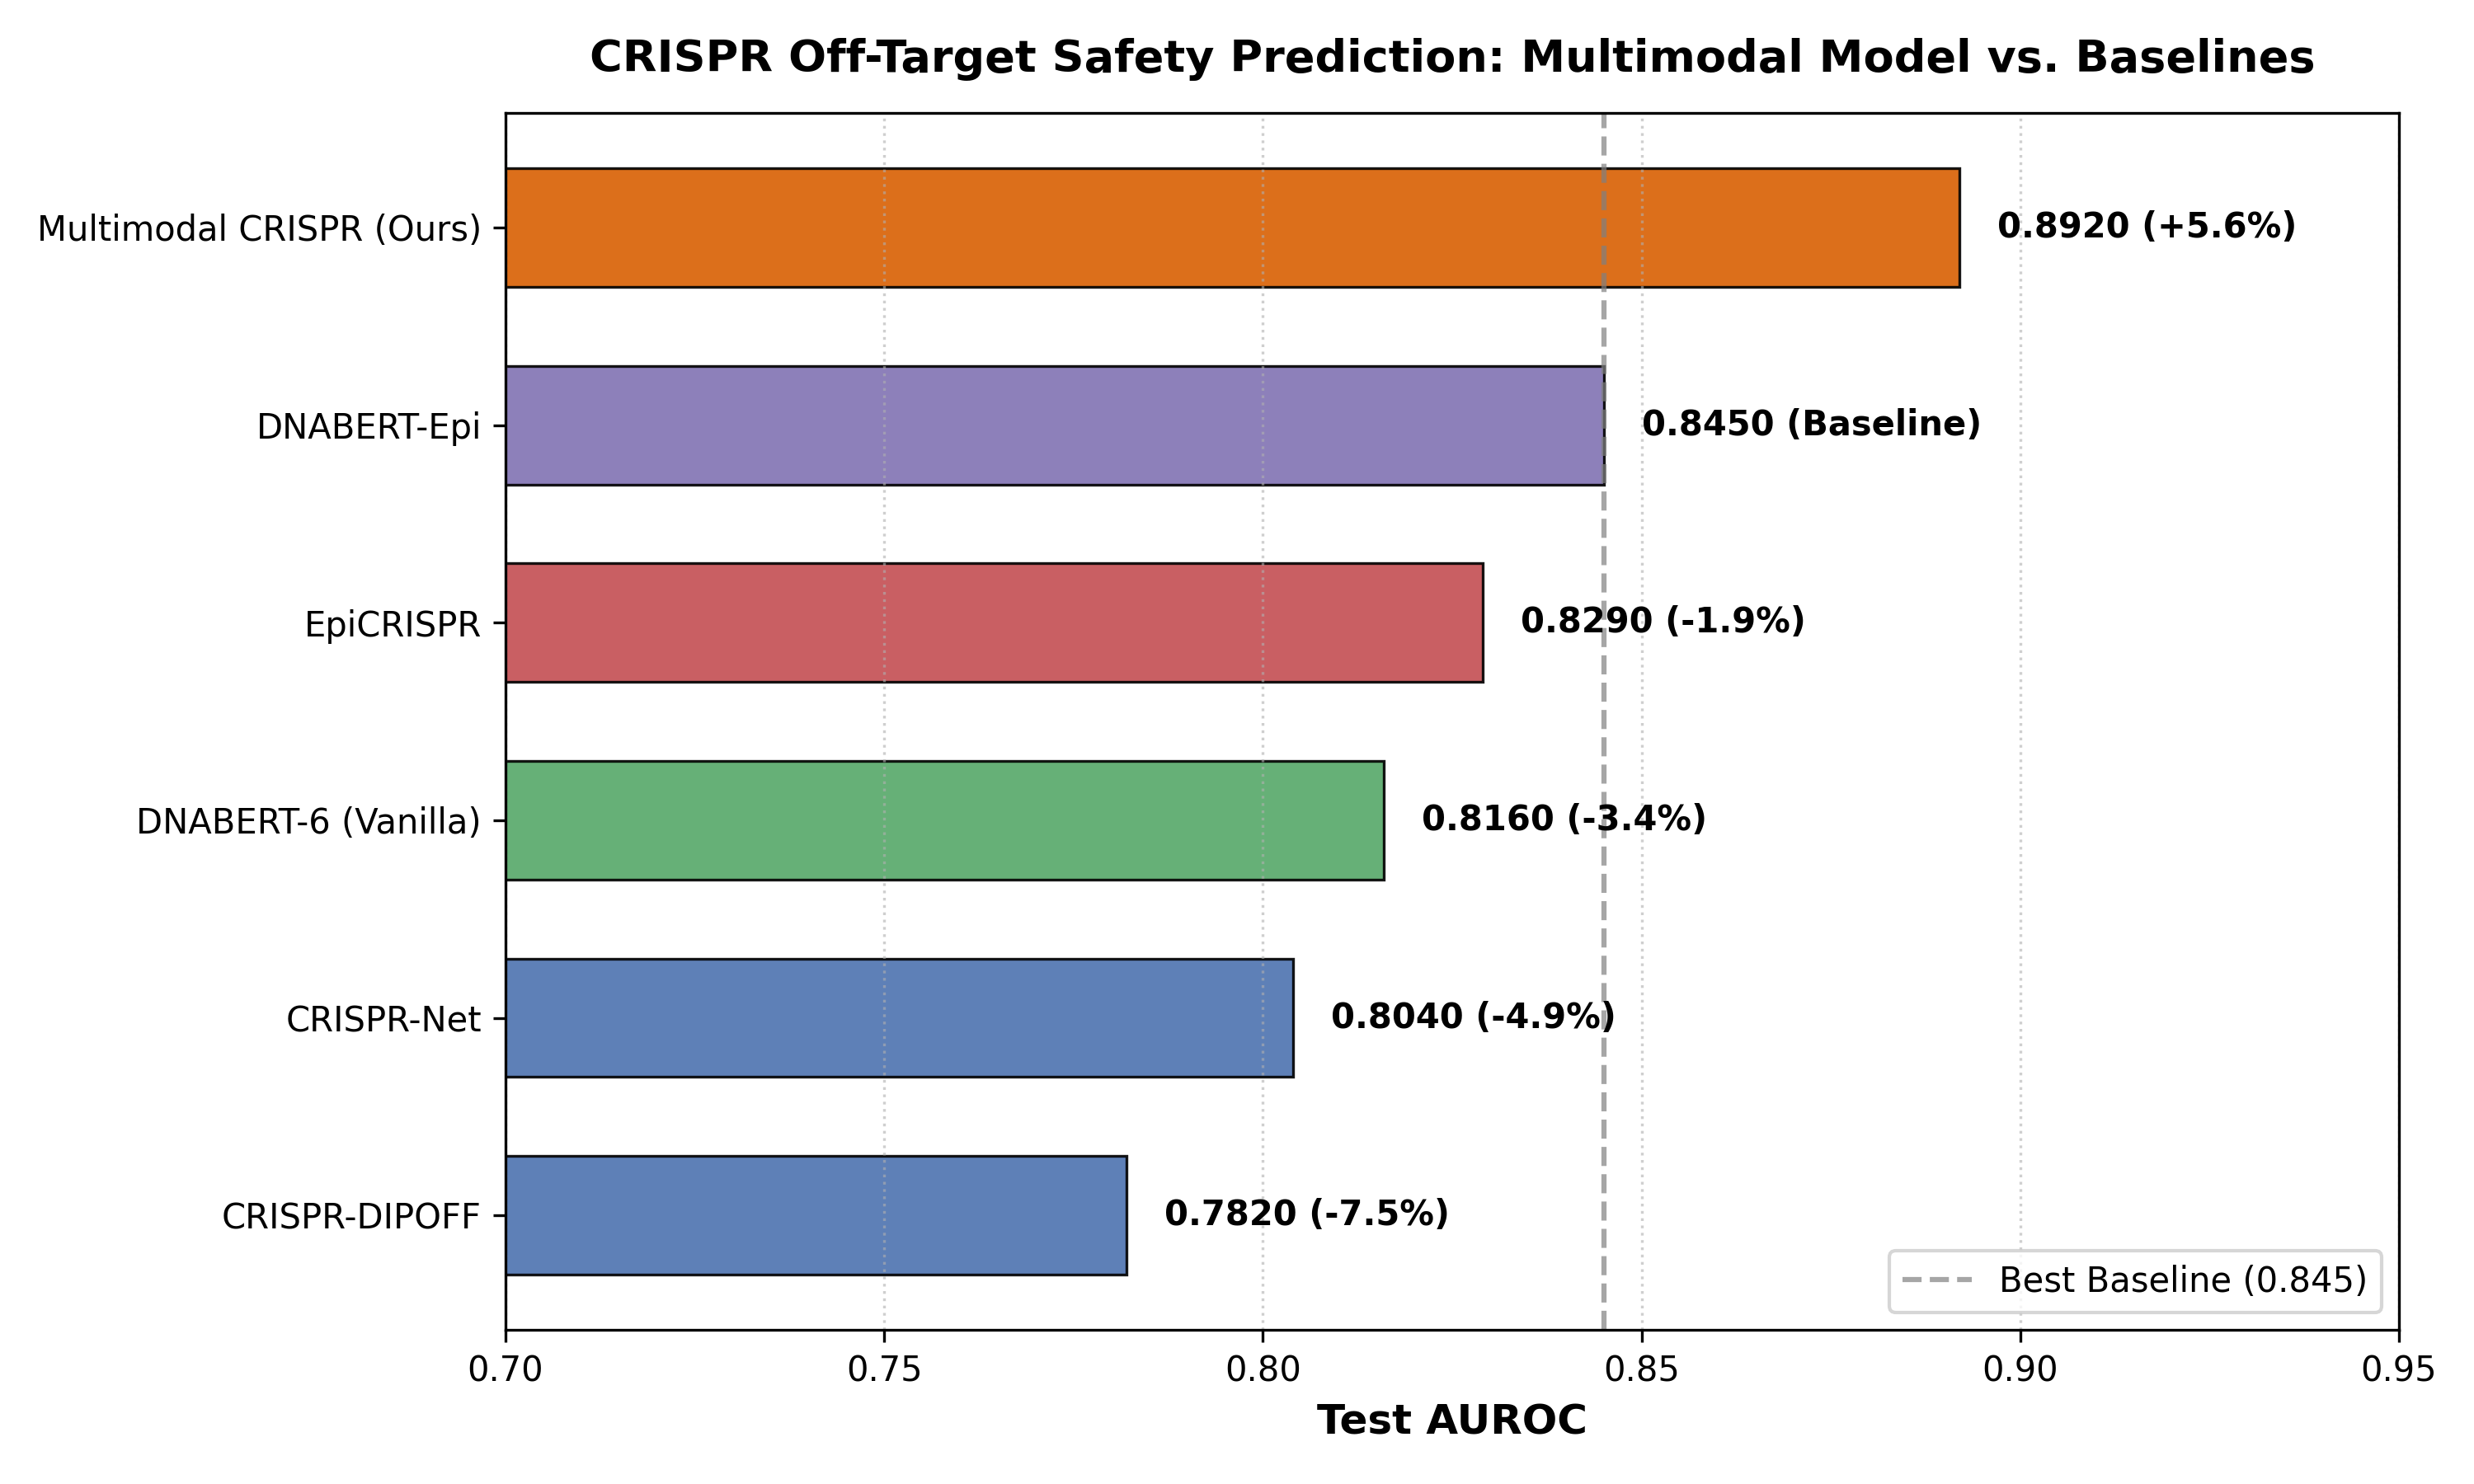 CRISPR Off-Target Safety Prediction: Multimodal Model vs. Baselines
Multimodal CRISPR (Ours)
0.8920 (+5.6%)
DNABERT-Epi
0.8450 (Baseline)
EpiCRISPR
0.8290 (-1.9%)
DNABERT-6 (Vanilla)
0.8160 (-3.4%)
CRISPR-Net
0.8040 (-4.9%)
CRISPR-DIPOFF
0.7820 (-7.5%)
Best Baseline (0.845)
0.70 0.75 0.80 0.85 0.90 0.95
Test AUROC